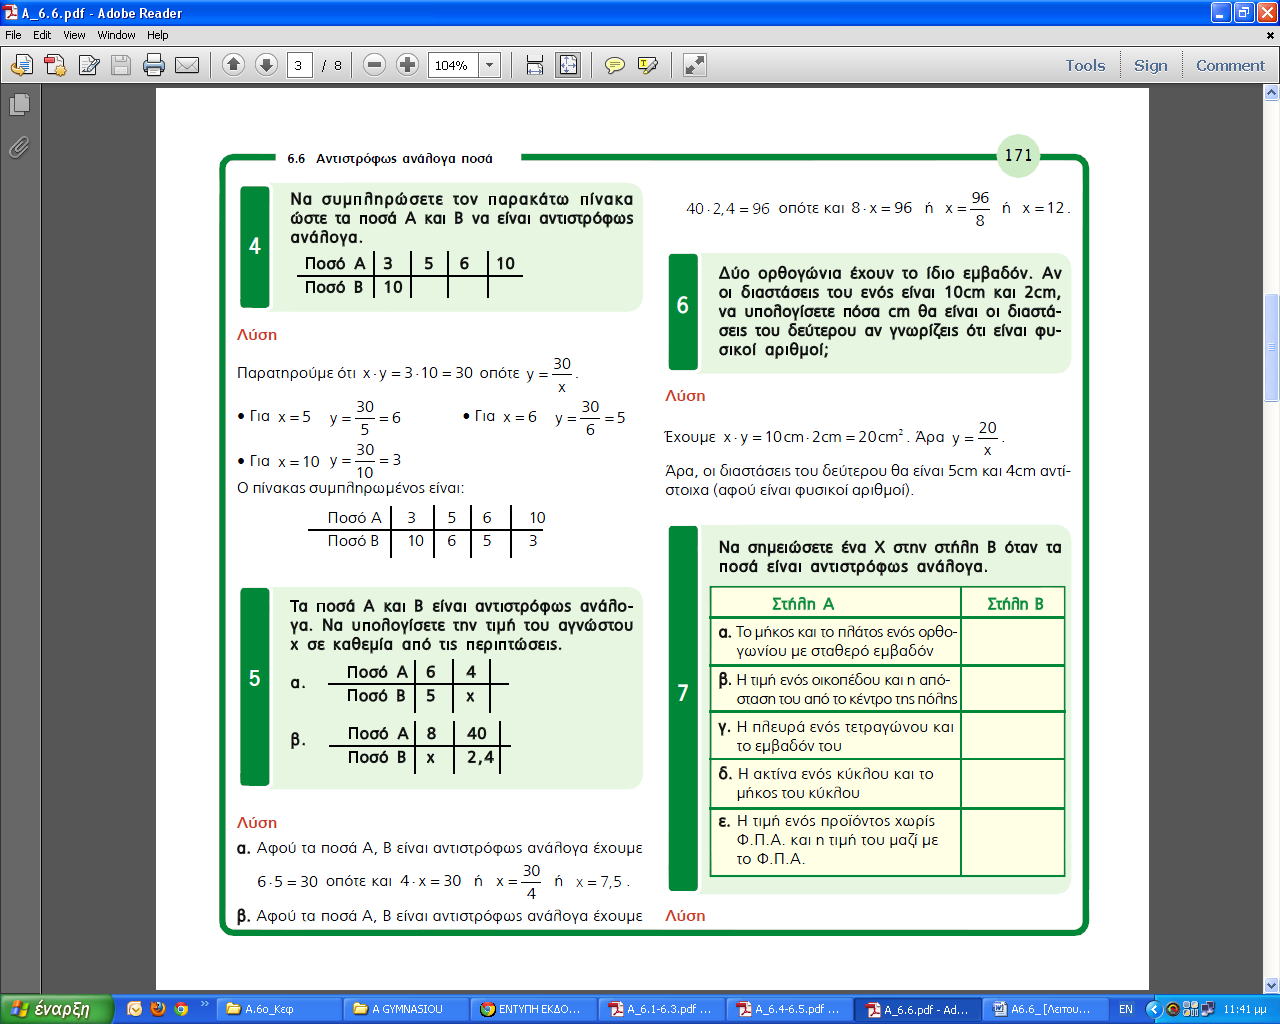 A_6.6.pdf - Adobe Reader
File Edit View Window Help
3 / 8 104% Tools Sign Comment
6.6 Αντιστρόφως ανάλογα ποσά
171
4
Να συμπληρώσετε τον παρακάτω πίνακα
ώστε τα ποσά Α και Β να είναι αντιστρόφως
ανάλογα.
Ποσό Α 3 5 6 10
Ποσό Β 10
Λύση
Παρατηρούμε ότι x · y = 3 · 10 = 30 οπότε y = 30/x .
• Για x = 5 y = 30/5 = 6 • Για x = 6 y = 30/6 = 5
• Για x = 10 y = 30/10 = 3
Ο πίνακας συμπληρωμένος είναι:
Ποσό Α 3 5 6 10
Ποσό Β 10 6 5 3
5
Τα ποσά Α και Β είναι αντιστρόφως ανάλο-
γα. Να υπολογίσετε την τιμή του αγνώστου
x σε καθεμία από τις περιπτώσεις.
α. Ποσό Α 6 4
Ποσό Β 5 x
β. Ποσό Α 8 40
Ποσό Β x 2,4
Λύση
α. Αφού τα ποσά Α, Β είναι αντιστρόφως ανάλογα έχουμε
6 · 5 = 30 οπότε και 4 · x = 30 ή x = 30/4 ή x = 7,5 .
β. Αφού τα ποσά Α, Β είναι αντιστρόφως ανάλογα έχουμε
40 · 2,4 = 96 οπότε και 8 · x = 96 ή x = 96/8 ή x = 12 .
6
Δύο ορθογώνια έχουν το ίδιο εμβαδόν. Αν
οι διαστάσεις του ενός είναι 10cm και 2cm,
να υπολογίσετε πόσα cm θα είναι οι διαστά-
σεις του δεύτερου αν γνωρίζεις ότι είναι φυ-
σικοί αριθμοί;
Λύση
Έχουμε x · y = 10cm · 2cm = 20cm² . Άρα y = 20/x .
Άρα, οι διαστάσεις του δεύτερου θα είναι 5cm και 4cm αντί-
στοιχα (αφού είναι φυσικοί αριθμοί).
7
Να σημειώσετε ένα Χ στην στήλη Β όταν τα
ποσά είναι αντιστρόφως ανάλογα.
Στήλη Α Στήλη Β
α. Το μήκος και το πλάτος ενός ορθο-
γωνίου με σταθερό εμβαδόν
β. Η τιμή ενός οικοπέδου και η από-
σταση του από το κέντρο της πόλης
γ. Η πλευρά ενός τετραγώνου και
το εμβαδόν του
δ. Η ακτίνα ενός κύκλου και το
μήκος του κύκλου
ε. Η τιμή ενός προϊόντος χωρίς
Φ.Π.Α. και η τιμή του μαζί με
το Φ.Π.Α.
Λύση
έναρξη A.6ο_Κεφ A GYMNASIOU ΕΝΤΥΠΗ ΕΚΔΟ... A_6.1-6.3.pdf ... A_6.4-6.5.pdf ... A_6.6.pdf - Ad... A6.6_ [Λειτου... EN 11:41 μμ